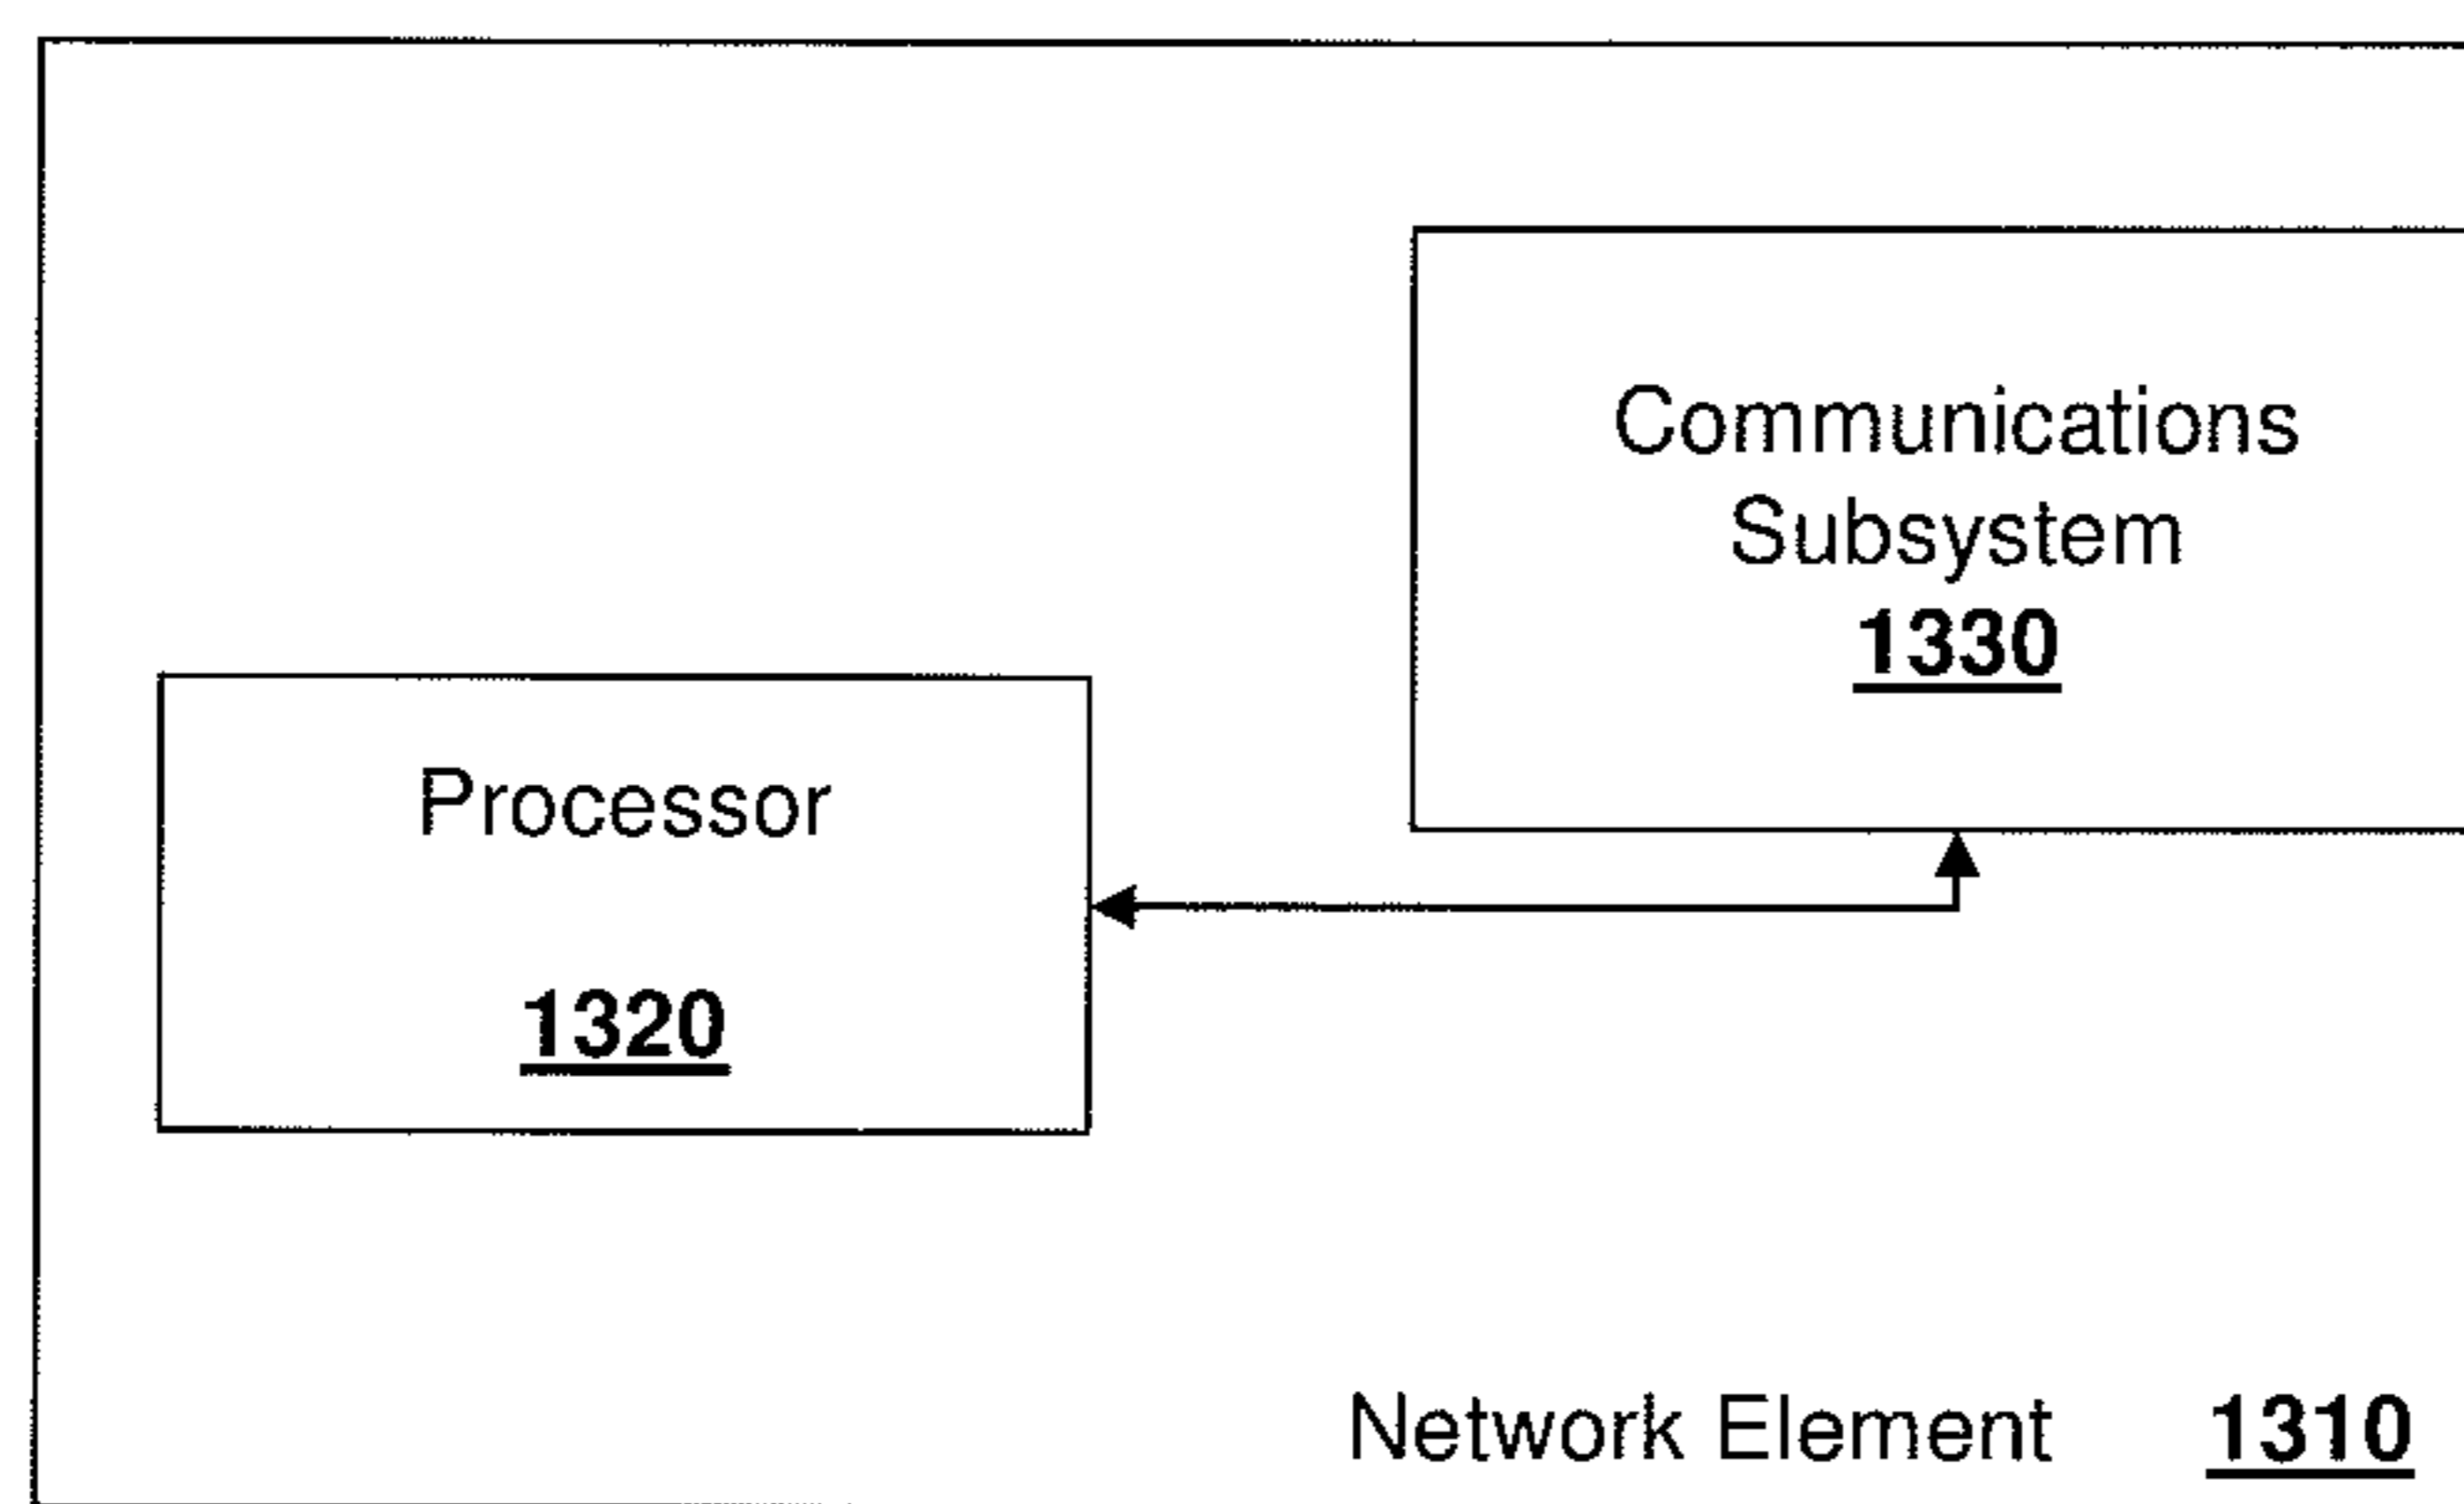 Communications
Subsystem
1330
Processor
1320
Network Element 1310